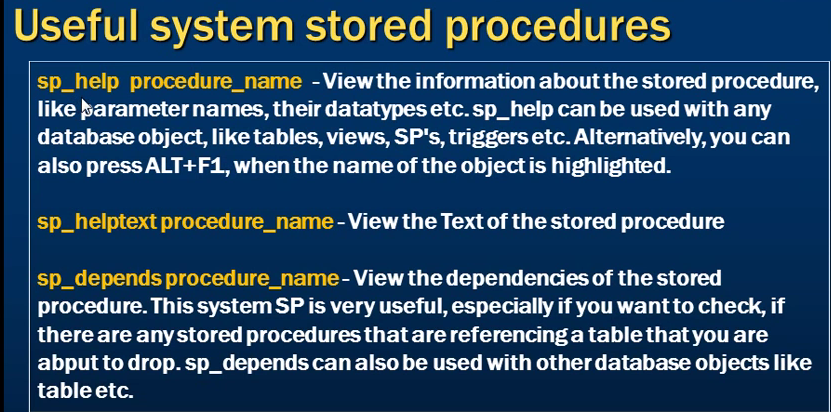 Useful system stored procedures
sp_help procedure_name - View the information about the stored procedure,
like parameter names, their datatypes etc. sp_help can be used with any
database object, like tables, views, SP's, triggers etc. Alternatively, you can
also press ALT+F1, when the name of the object is highlighted.
sp_helptext procedure_name - View the Text of the stored procedure
sp_depends procedure_name - View the dependencies of the stored
procedure. This system SP is very useful, especially if you want to check, if
there are any stored procedures that are referencing a table that you are
abput to drop. sp_depends can also be used with other database objects like
table etc.